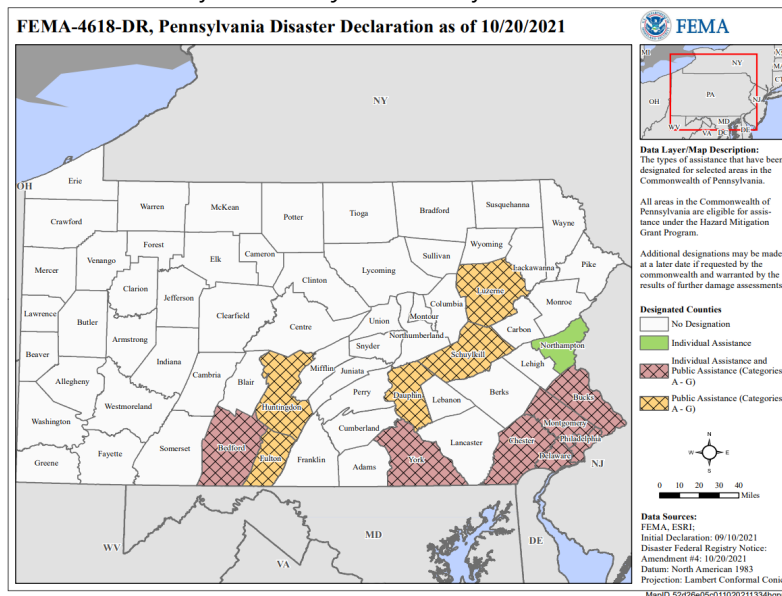 FEMA-4618-DR, Pennsylvania Disaster Declaration as of 10/20/2021
FEMA
NY
OH
Erie
Crawford
Warren
McKean
Potter
Tioga
Bradford
Susquehanna
Wayne
Wyoming
Lackawanna
Pike
Mercer
Venango
Forest
Elk
Cameron
Clinton
Lycoming
Sullivan
Luzerne
Monroe
Clarion
Jefferson
Clearfield
Centre
Union
Montour
Columbia
Northumberland
Snyder
Carbon
Northampton
Lawrence
Butler
Armstrong
Indiana
Beaver
Allegheny
Westmoreland
Cambria
Blair
Huntingdon
Mifflin
Juniata
Perry
Dauphin
Schuylkill
Lebanon
Berks
Lehigh
Bucks
Montgomery
Philadelphia
Washington
Greene
Fayette
Somerset
Bedford
Fulton
Franklin
Cumberland
Adams
York
Lancaster
Chester
Delaware
NJ
WV
VA
MD
DE
MI
NY
OH
PA
NJ
WV
VA
MD
DC
DE
MA
CT
Data Layer/Map Description:
The types of assistance that have been
designated for selected areas in the
Commonwealth of Pennsylvania.
All areas in the Commonwealth of
Pennsylvania are eligible for assis-
tance under the Hazard Mitigation
Grant Program.
Additional designations may be made
at a later date if requested by the
commonwealth and warranted by the
results of further damage assessments.
Designated Counties
No Designation
Individual Assistance
Individual Assistance and
Public Assistance (Categories
A - G)
Public Assistance (Categories
A - G)
N
W E
S
0 10 20 30 40
Miles
Data Sources:
FEMA, ESRI;
Initial Declaration: 09/10/2021
Disaster Federal Registry Notice:
Amendment #4: 10/20/2021
Datum: North American 1983
Projection: Lambert Conformal Conic